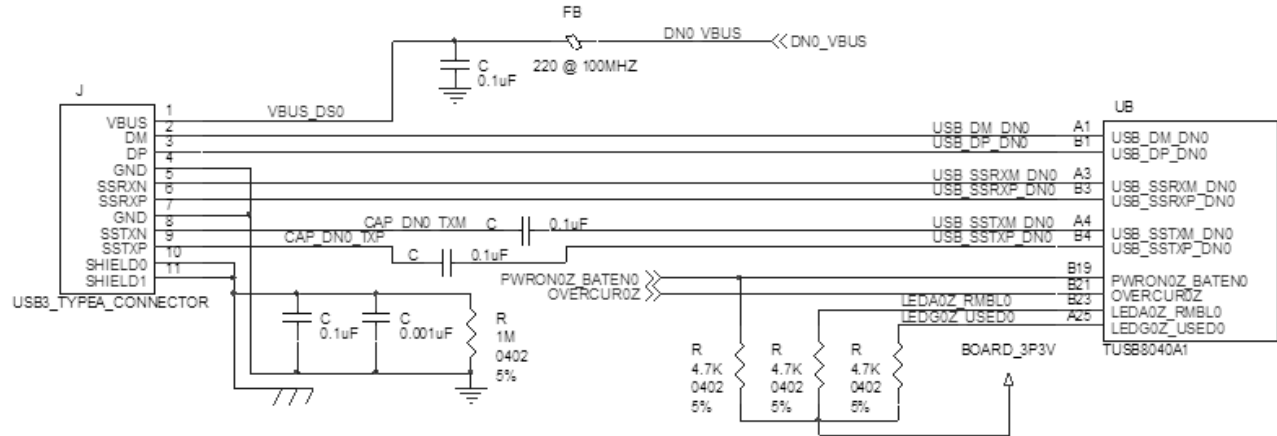 FB
DN0_VBUS
DN0_VBUS
C
0.1uF
220 @ 100MHZ
J
1
VBUS_DS0
VBUS
2
DM
3
DP
4
GND
5
SSRXN
6
SSRXP
7
GND
8
SSTXN
9
SSTXP
10
SHIELD0
11
SHIELD1
USB3_TYPEA_CONNECTOR
CAP_DN0_TXM
C
0.1uF
CAP_DN0_TXP
C
0.1uF
UB
USB_DM_DN0
A1
USB_DM_DN0
USB_DP_DN0
B1
USB_DP_DN0
USB_SSRXM_DN0
A3
USB_SSRXM_DN0
USB_SSRXP_DN0
B3
USB_SSRXP_DN0
USB_SSTXM_DN0
A4
USB_SSTXM_DN0
USB_SSTXP_DN0
B4
USB_SSTXP_DN0
B19
PWRON0Z_BATEN0
PWRON0Z_BATEN0
B21
OVERCUR0Z
OVERCUR0Z
LEDA0Z_RMBL0
B23
LEDA0Z_RMBL0
LEDG0Z_USED0
A25
LEDG0Z_USED0
TUSB8040A1
BOARD_3P3V
C
0.1uF
C
0.001uF
R
1M
0402
5%
R
4.7K
0402
5%
R
4.7K
0402
5%
R
4.7K
0402
5%